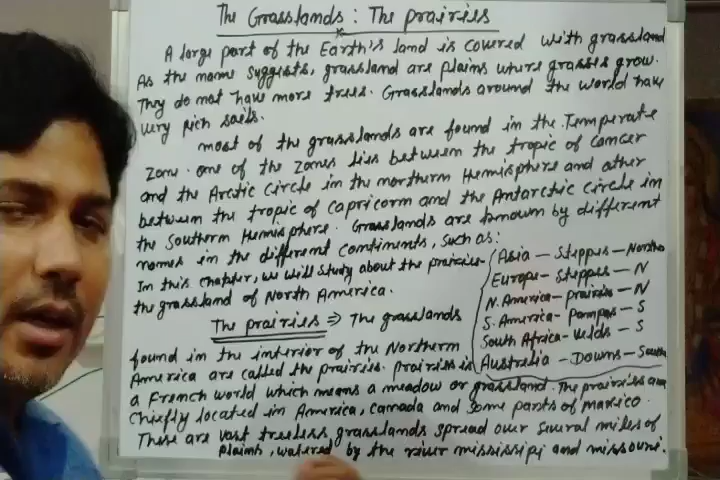 The Grasslands : The prairies
A large part of the Earth's land is covered with grassland
As the name suggests, grassland are plains where grasses grow.
They do not have more trees. Grasslands around the world have
very rich soils.
most of the grasslands are found in the Temperate
Zone. one of the zones lies between the tropic of cancer
and the Arctic Circle in the northern Hemisphere and other
between the tropic of Capricorn and the Antarctic Circle in
the Southern Hemisphere. Grasslands are known by different
names in the different continents, such as:
In this chapter, we will study about the prairies-
the grassland of North America.
Asia - Steppes - North
Europe - Steppes - N
N. America - prairies - N
S. America - Pampas - S
South Africa - Velds - S
Australia - Downs - South
The prairies ⇒ The grasslands
found in the interior of the Northern
America are called the prairies. prairies is
a French world which means a meadow or grassland. The prairies are
Chiefly located in America, Canada and some parts of Maxico.
These are vast treeless grasslands spread over several miles of
plains, watered by the river mississipi and missouri.